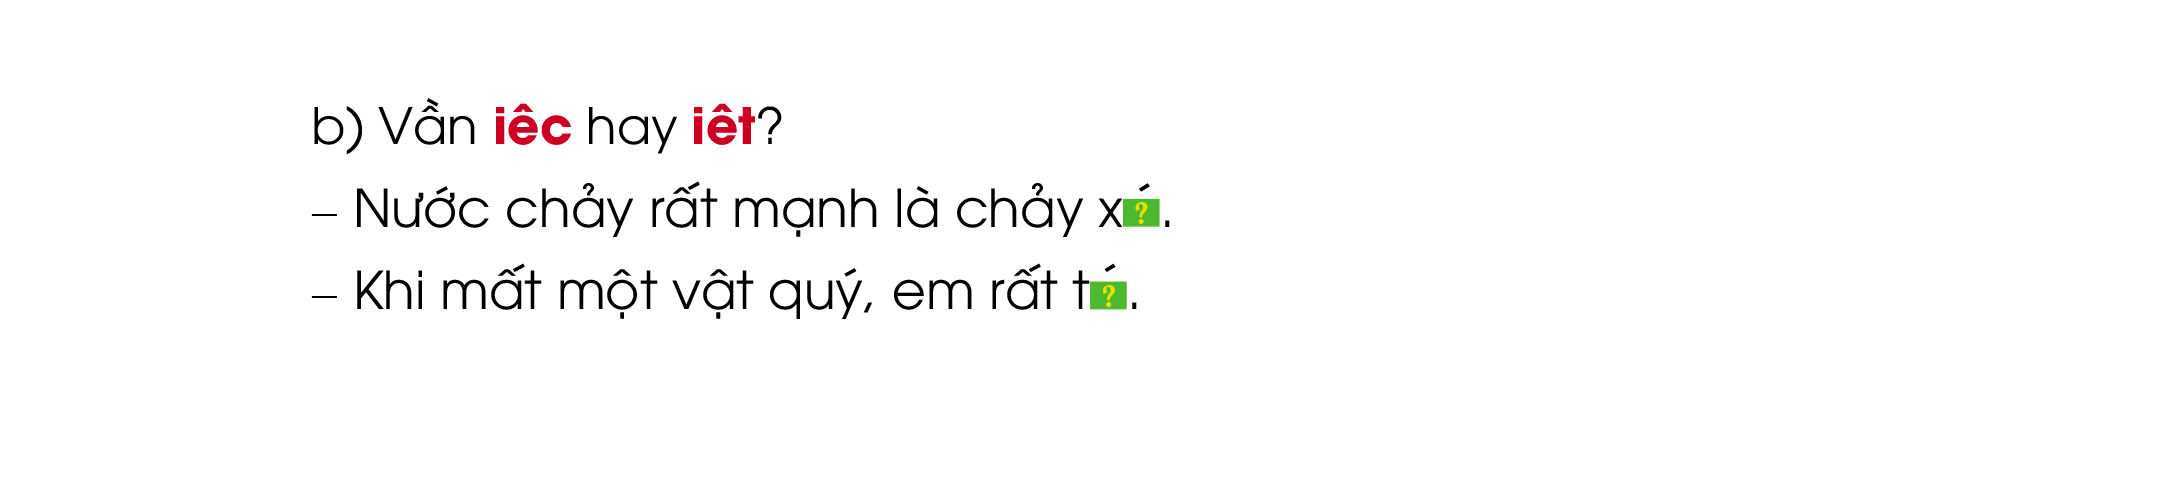 b) Vần iêc hay iêt?
– Nước chảy rất mạnh là chảy x´?.
– Khi mất một vật quý, em rất t´?.